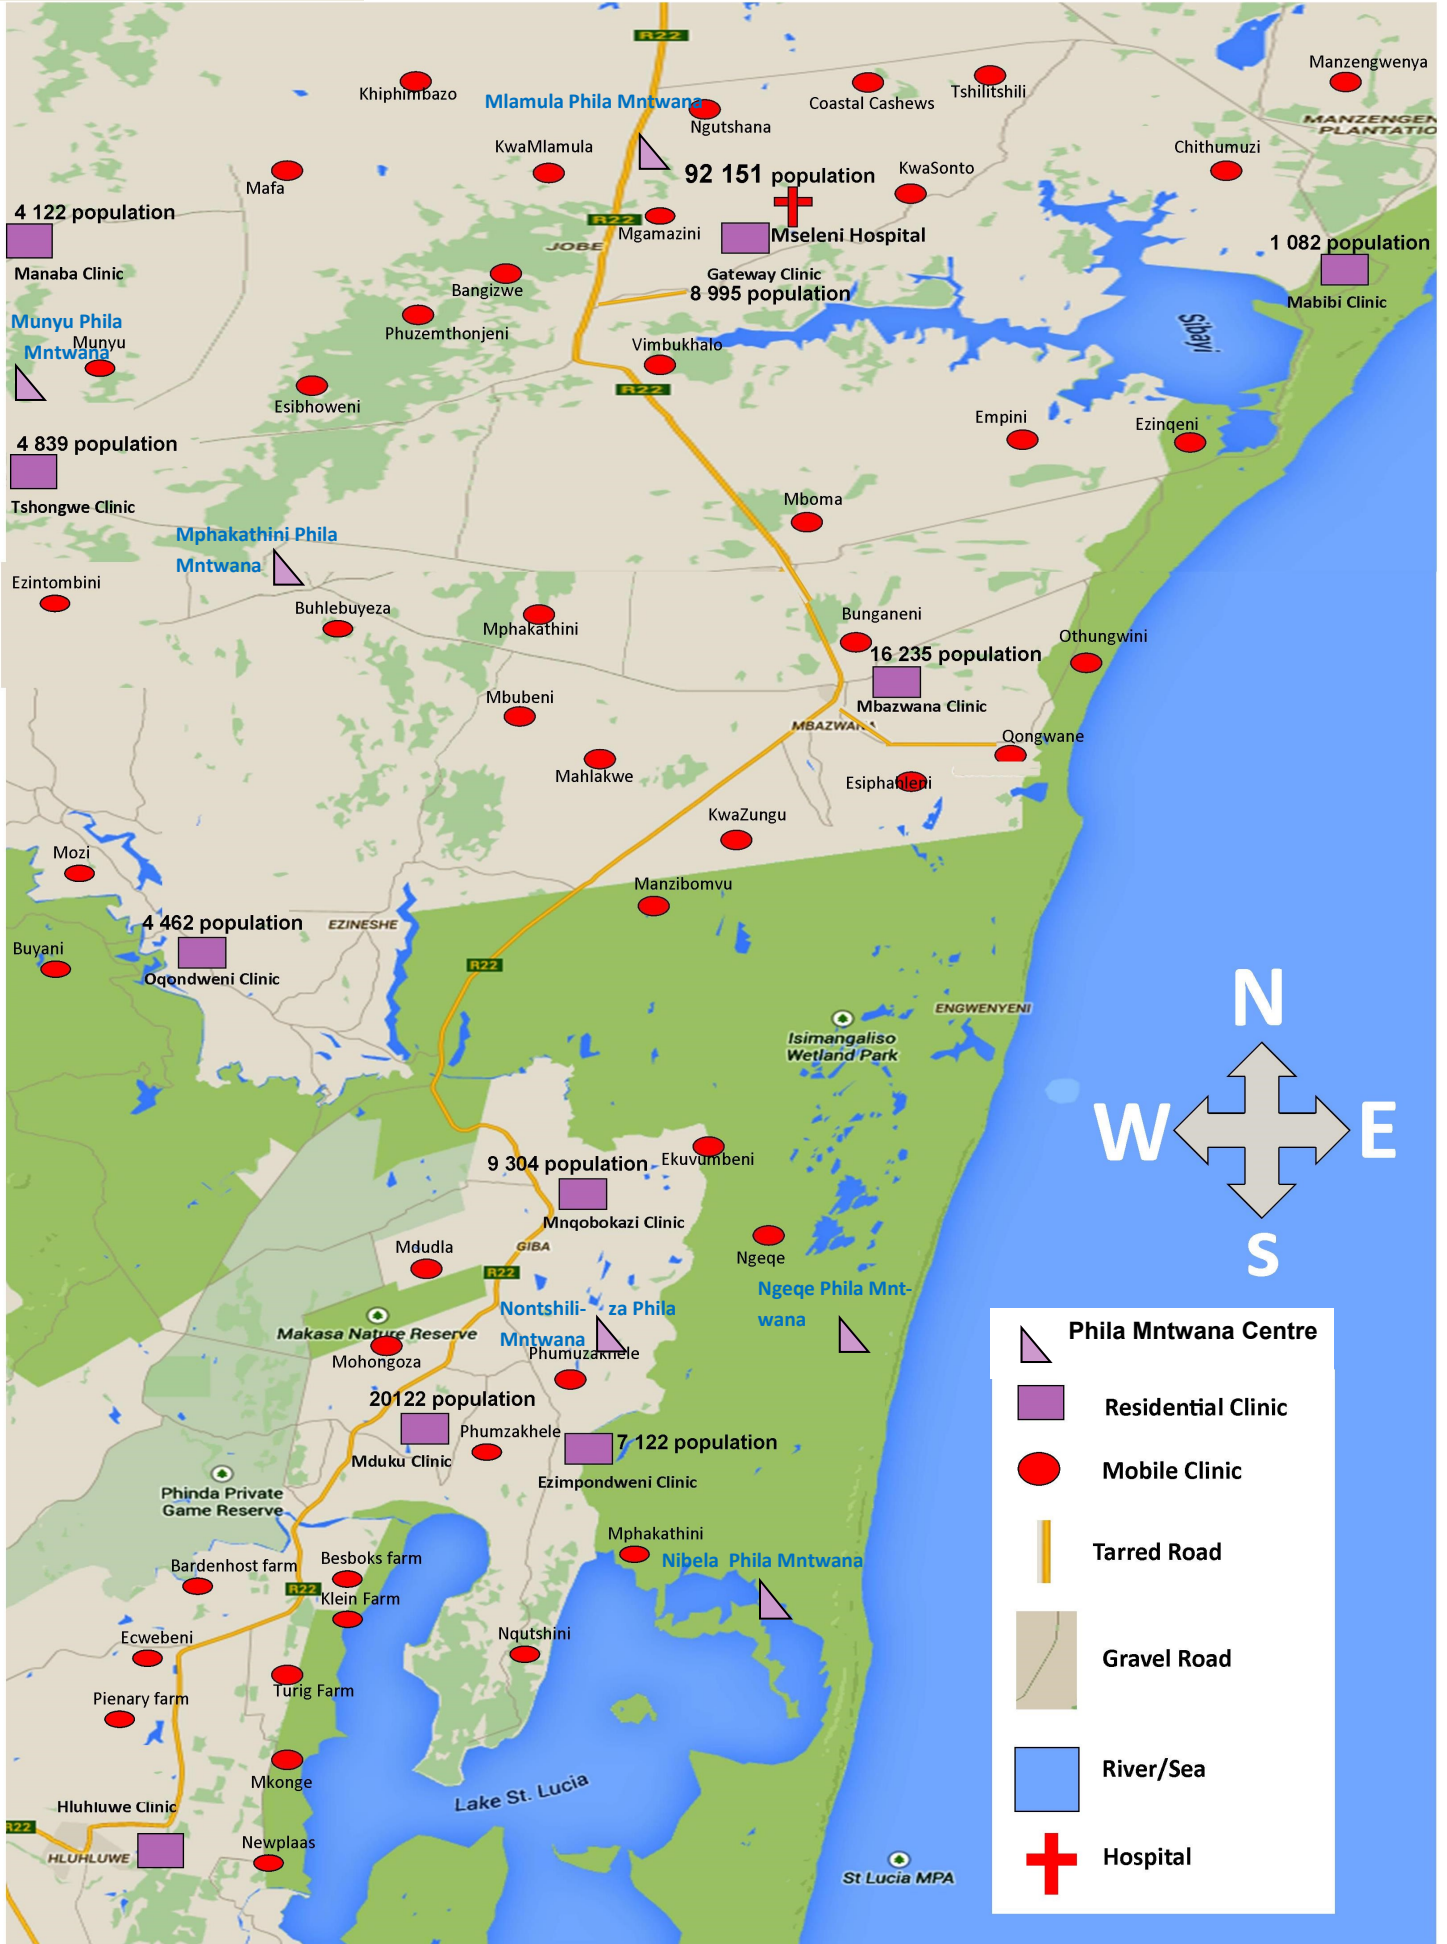 R22
Khiphimbazo
Mlamula Phila Mntwana
Ngutshana
Coastal Cashews
Tshilitshili
Manzengwenya
MANZENGEN
PLANTATIO
Chithumuzi
KwaMlamula
Mafa
92 151 population
KwaSonto
4 122 population
Manaba Clinic
R22
Mgamazini
JOBE
Mseleni Hospital
Gateway Clinic
8 995 population
1 082 population
Mabibi Clinic
Bangizwe
Phuzemthonjeni
Munyu Phila
Mntwana
Munyu
Vimbukhalo
Sibayi
R22
Esibhoweni
Empini
Ezinqeni
4 839 population
Tshongwe Clinic
Mboma
Mphakathini Phila
Mntwana
Ezintombini
Buhlebuyeza
Mphakathini
Bunganeni
16 235 population
Mbazwana Clinic
Othungwini
Mbubeni
MBAZWANA
Qongwane
Mahlakwe
Esiphahleni
KwaZungu
Mozi
Manzibomvu
4 462 population
Oqondweni Clinic
EZINESHE
Buyani
R22
ENGWENYENI
Isimangaliso
Wetland Park
N
W
E
S
9 304 population
Mnqobokazi Clinic
Ekuvumbeni
Mdudla
GIBA
Ngeqe
R22
Ngeqe Phila Mnt-
wana
Nontshili- za Phila
Mntwana
Makasa Nature Reserve
Mohongoza
Phumuzakhele
20122 population
Mduku Clinic
Phumzakhele
7 122 population
Ezimpondweni Clinic
Phinda Private
Game Reserve
Mphakathini
Nibela Phila Mntwana
Bardenhost farm
Besboks farm
R22
Klein Farm
Ecwebeni
Nqutshini
Turig Farm
Pienary farm
Mkonge
Lake St. Lucia
Hluhluwe Clinic
R22
HLUHLUWE
Newplaas
St Lucia MPA
Phila Mntwana Centre
Residential Clinic
Mobile Clinic
Tarred Road
Gravel Road
River/Sea
Hospital